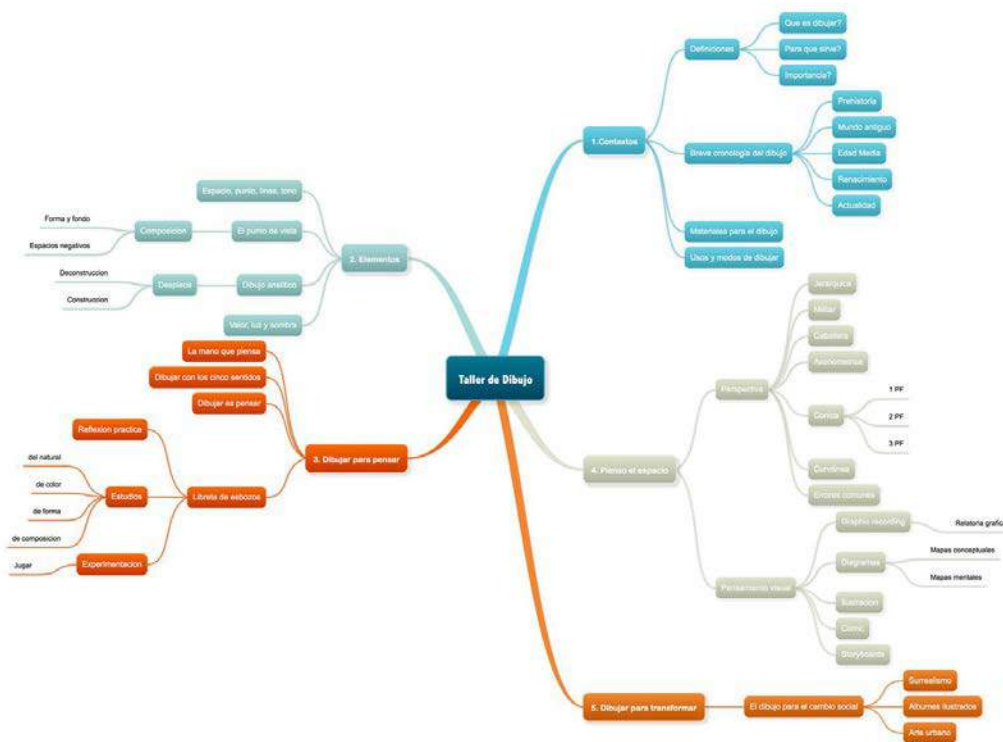 Taller de Dibujo
1.Contextos
Definiciones
Que es dibujar?
Para que sirve?
Importancia?
Breve cronología del dibujo
Prehistoria
Mundo antiguo
Edad Media
Renacimiento
Actualidad
Materiales para el dibujo
Usos y modos de dibujar
2. Elementos
Espacio, punto, linea, tono
El punto de vista
Composicion
Forma y fondo
Espacios negativos
Dibujo analitico
Despiece
Deconstruccion
Construccion
Valor, luz y sombra
3. Dibujar para pensar
La mano que piensa
Dibujar con los cinco sentidos
Dibujar es pensar
Libreta de esbozos
Reflexion practica
Estudios
del natural
de color
de forma
de composicion
Experimentacion
Jugar
4. Pienso el espacio
Perspectiva
Jerarquica
Militar
Caballera
Axonometrica
Conica
1 PF
2 PF
3 PF
Curvilinea
Errores comunes
Pensamiento visual
Graphic recording
Relatoria grafic
Diagramas
Mapas conceptuales
Mapas mentales
Ilustracion
Comic
Storyboards
5. Dibujar para transformar
El dibujo para el cambio social
Surrealismo
Albumes ilustrados
Arte urbano